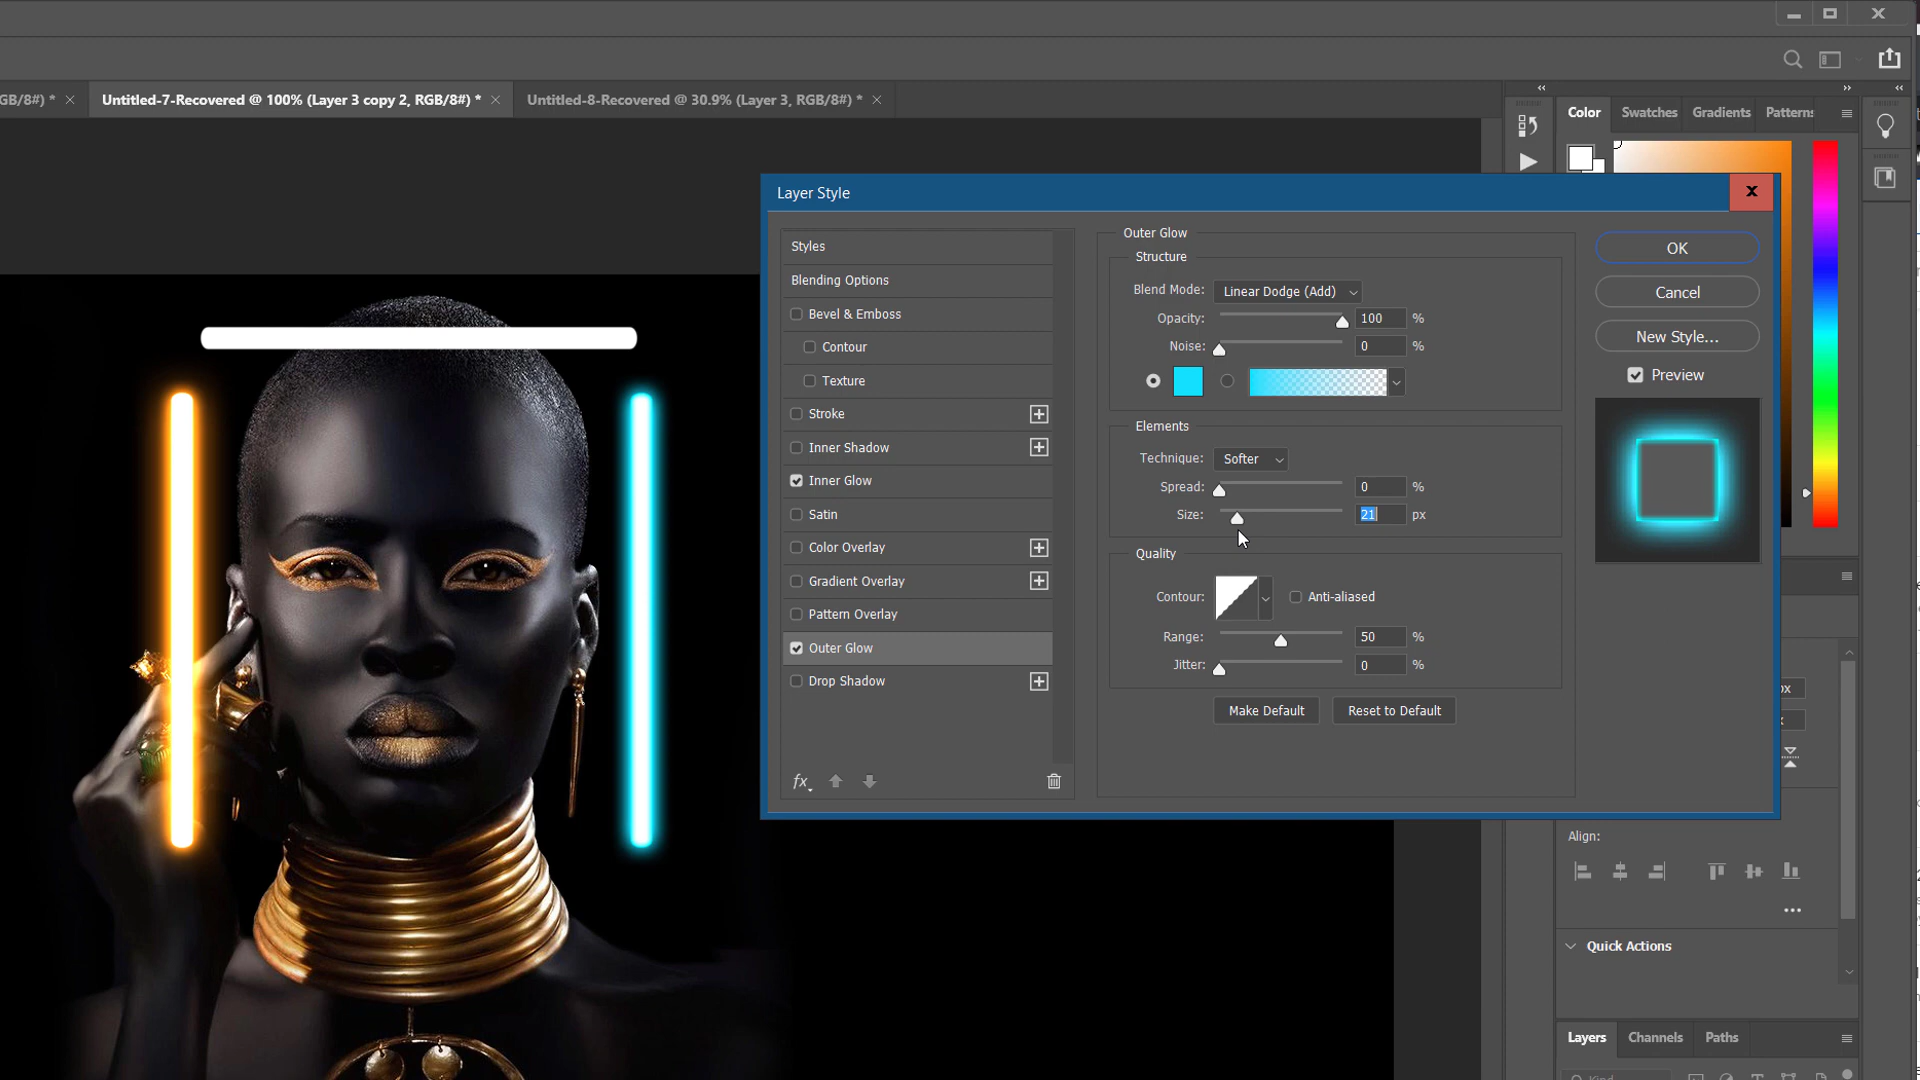 GB/8#) *
Untitled-7-Recovered @ 100% (Layer 3 copy 2, RGB/8#) *
Untitled-8-Recovered @ 30.9% (Layer 3, RGB/8#) *
Color
Swatches
Gradients
Patterns
Layer Style
x
Styles
Blending Options
Bevel & Emboss
Contour
Texture
Stroke
Inner Shadow
Inner Glow
Satin
Color Overlay
Gradient Overlay
Pattern Overlay
Outer Glow
Drop Shadow
fx
Outer Glow
Structure
Blend Mode: Linear Dodge (Add)
Opacity: 100 %
Noise: 0 %
Elements
Technique: Softer
Spread: 0 %
Size: 21 px
Quality
Contour: Anti-aliased
Range: 50 %
Jitter: 0 %
Make Default
Reset to Default
OK
Cancel
New Style...
Preview
px
Align:
Quick Actions
Layers
Channels
Paths